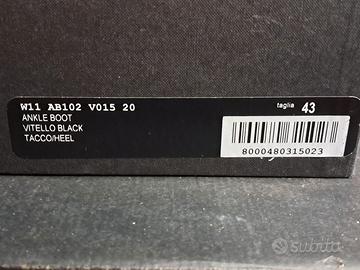 W11 AB102 V015 20
ANKLE BOOT
VITELLO BLACK
TACCO/HEEL
taglia 43
8000480315023
subito